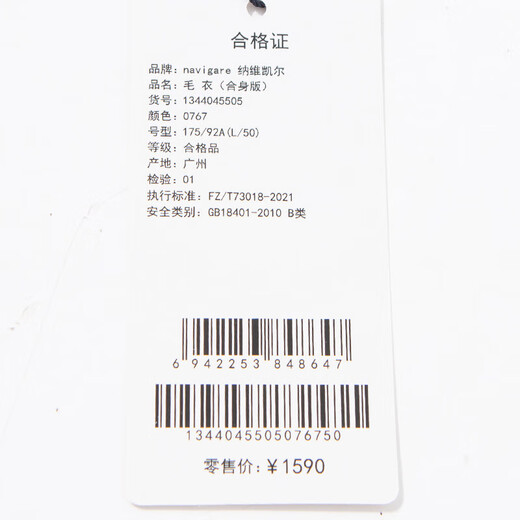 合格证
品牌: navigare 纳维凯尔
品名: 毛 衣（合身版）
货号: 1344045505
颜色: 0767
号型: 175/92A(L/50)
等级: 合格品
产地: 广州
检验: 01
执行标准: FZ/T73018-2021
安全类别: GB18401-2010 B类
6 942253 848647
1344045505076750
零售价: ¥1590